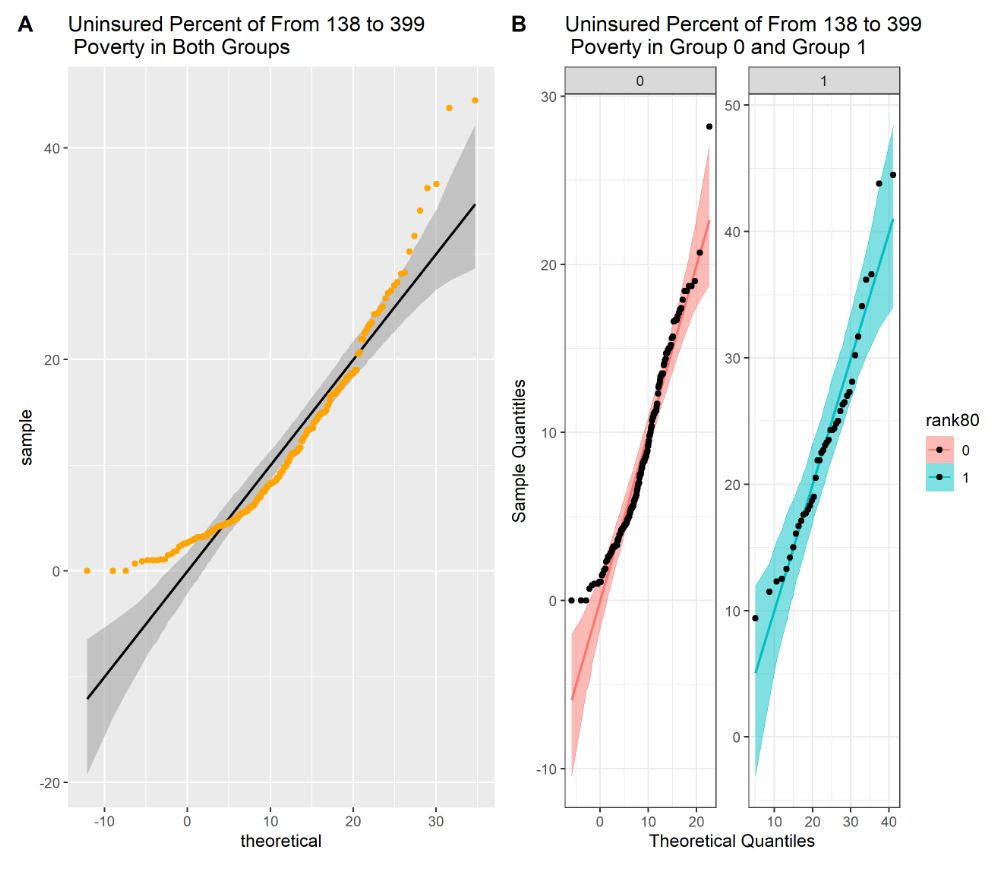 A
Uninsured Percent of From 138 to 399
Poverty in Both Groups
sample
40
20
0
-20
-10
0
10
20
30
theoretical
B
Uninsured Percent of From 138 to 399
Poverty in Group 0 and Group 1
0
1
Sample Quantitles
30
20
10
0
-10
50
40
30
20
10
0
0
10
20
10
20
30
40
Theoretical Quantiles
rank80
0
1